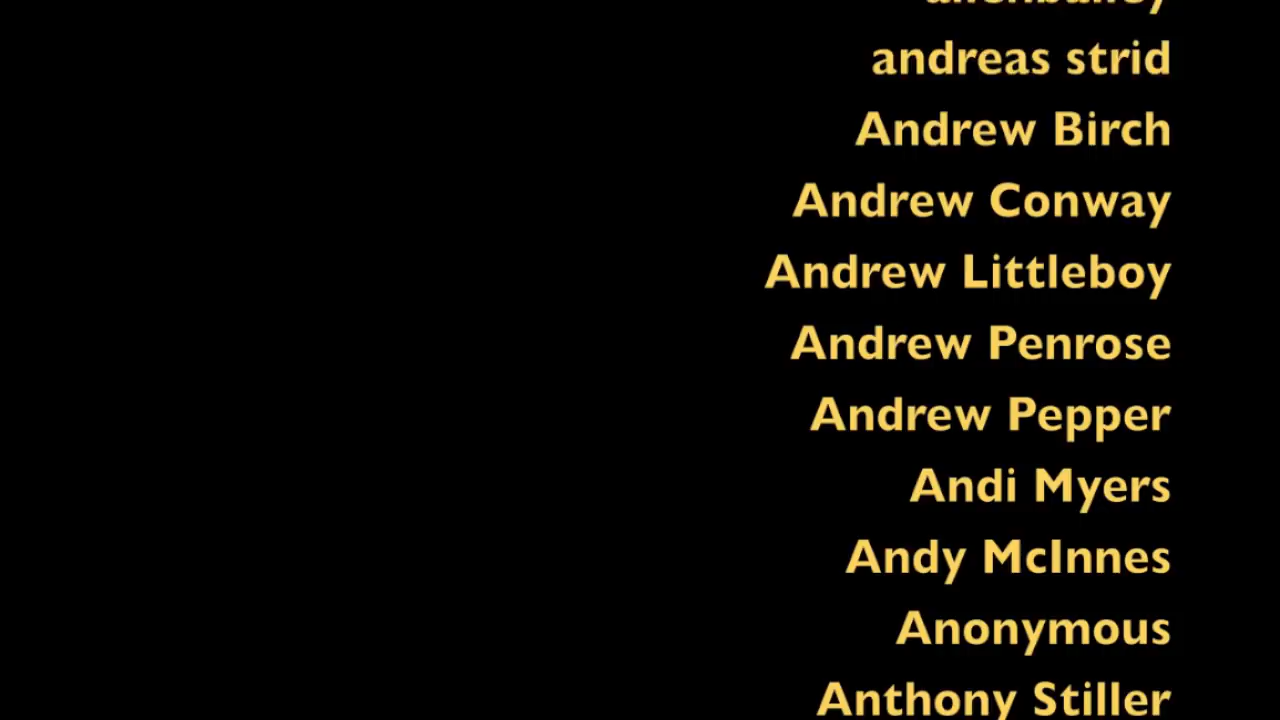 andreas strid
Andrew Birch
Andrew Conway
Andrew Littleboy
Andrew Penrose
Andrew Pepper
Andi Myers
Andy McInnes
Anonymous
Anthony Stiller